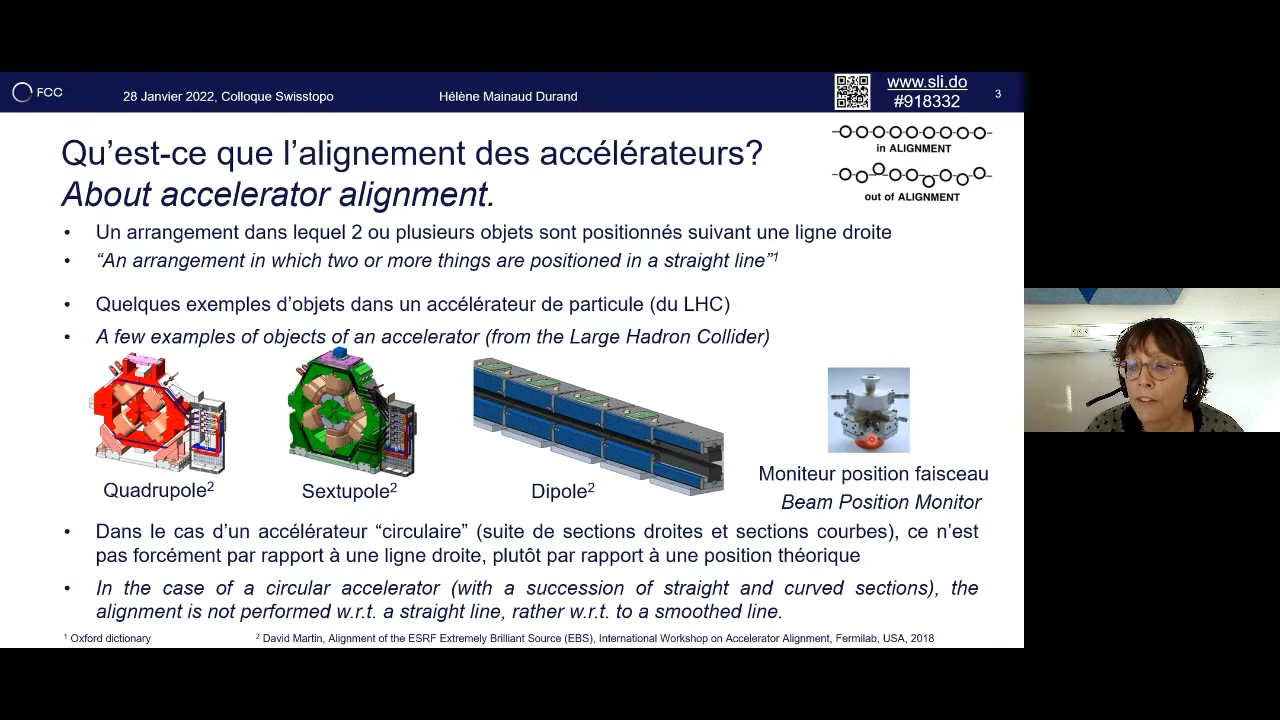 FCC
28 Janvier 2022, Colloque Swisstopo
Hélène Mainaud Durand
www.sli.do
#918332
3
in ALIGNMENT
out of ALIGNMENT
Qu’est-ce que l’alignement des accélérateurs?
About accelerator alignment.
• Un arrangement dans lequel 2 ou plusieurs objets sont positionnés suivant une ligne droite
• “An arrangement in which two or more things are positioned in a straight line”¹
• Quelques exemples d’objets dans un accélérateur de particule (du LHC)
• A few examples of objects of an accelerator (from the Large Hadron Collider)
Quadrupole²
Sextupole²
Dipole²
Moniteur position faisceau
Beam Position Monitor
• Dans le cas d’un accélérateur “circulaire” (suite de sections droites et sections courbes), ce n’est
pas forcément par rapport à une ligne droite, plutôt par rapport à une position théorique
• In the case of a circular accelerator (with a succession of straight and curved sections), the
alignment is not performed w.r.t. a straight line, rather w.r.t. to a smoothed line.
¹ Oxford dictionary
² David Martin, Alignment of the ESRF Extremely Brilliant Source (EBS), International Workshop on Accelerator Alignment, Fermilab, USA, 2018